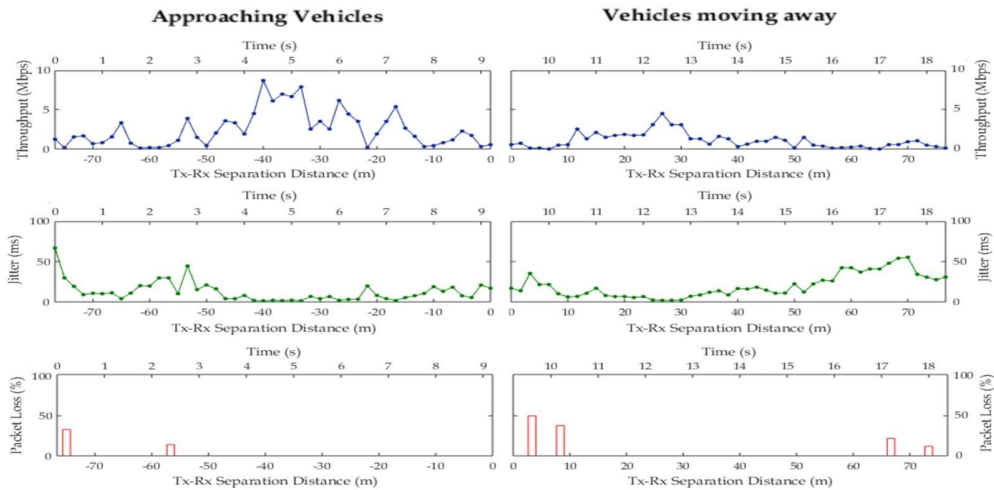 Approaching Vehicles
Vehicles moving away
Time (s)
0 1 2 3 4 5 6 7 8 9
Throughput (Mbps)
10
5
0
-70 -60 -50 -40 -30 -20 -10 0
Tx-Rx Separation Distance (m)
Time (s)
10 11 12 13 14 15 16 17 18
10
5
0
Throughput (Mbps)
0 10 20 30 40 50 60 70
Tx-Rx Separation Distance (m)
Time (s)
0 1 2 3 4 5 6 7 8 9
Jitter (ms)
100
50
0
-70 -60 -50 -40 -30 -20 -10 0
Tx-Rx Separation Distance (m)
Time (s)
10 11 12 13 14 15 16 17 18
100
50
0
Jitter (ms)
0 10 20 30 40 50 60 70
Tx-Rx Separation Distance (m)
Time (s)
0 1 2 3 4 5 6 7 8 9
Packet Loss (%)
100
50
0
-70 -60 -50 -40 -30 -20 -10 0
Tx-Rx Separation Distance (m)
Time (s)
10 11 12 13 14 15 16 17 18
100
50
0
Packet Loss (%)
0 10 20 30 40 50 60 70
Tx-Rx Separation Distance (m)